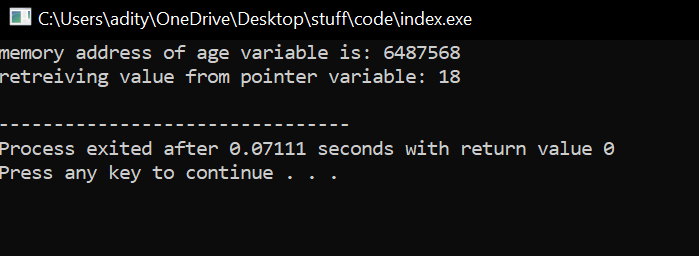 C:\Users\adity\OneDrive\Desktop\stuff\code\index.exe
memory address of age variable is: 6487568
retreiving value from pointer variable: 18
--------------------------------
Process exited after 0.07111 seconds with return value 0
Press any key to continue . . .